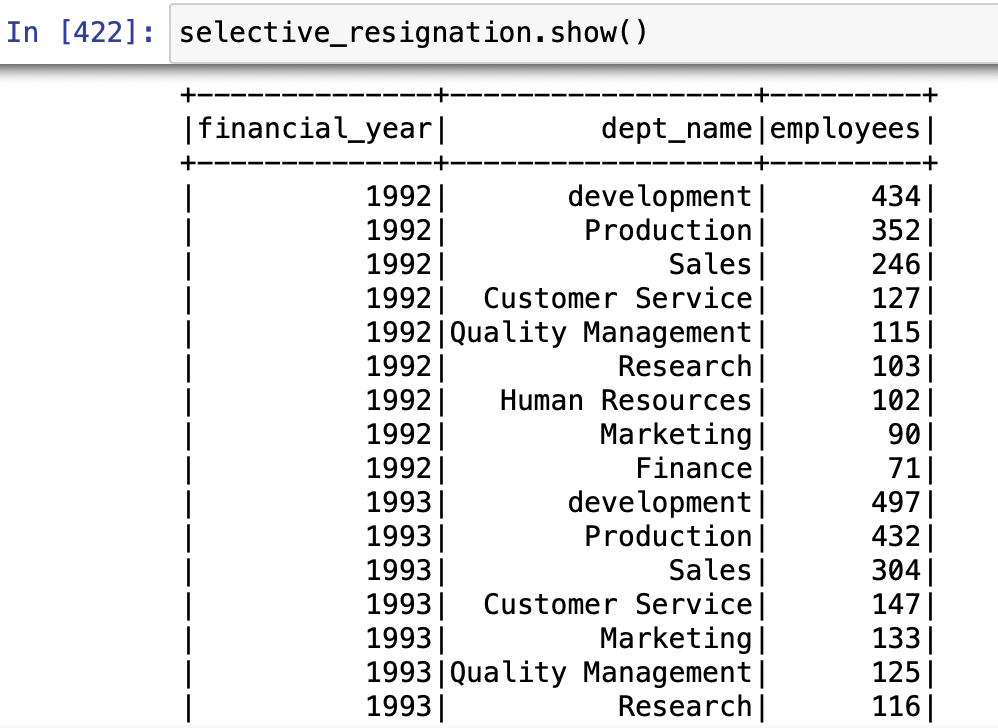 In [422]: selective_resignation.show()
+--------------+------------------+---------+
|financial_year|         dept_name|employees|
+--------------+------------------+---------+
|          1992|       development|      434|
|          1992|        Production|      352|
|          1992|             Sales|      246|
|          1992|  Customer Service|      127|
|          1992|Quality Management|      115|
|          1992|          Research|      103|
|          1992|   Human Resources|      102|
|          1992|         Marketing|       90|
|          1992|           Finance|       71|
|          1993|       development|      497|
|          1993|        Production|      432|
|          1993|             Sales|      304|
|          1993|  Customer Service|      147|
|          1993|         Marketing|      133|
|          1993|Quality Management|      125|
|          1993|          Research|      116|